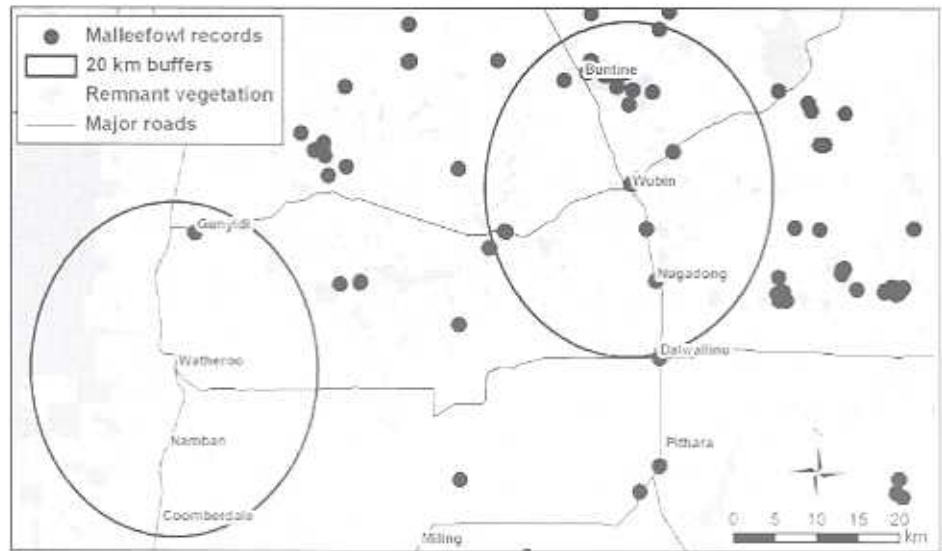 Malleefowl records
20 km buffers
Remnant vegetation
Major roads
Buntine
Wubin
Gunyidi
Nugadong
Watheroo
Dalwallinu
Namban
Pithara
Coomberdale
Milling
0 5 10 15 20
km